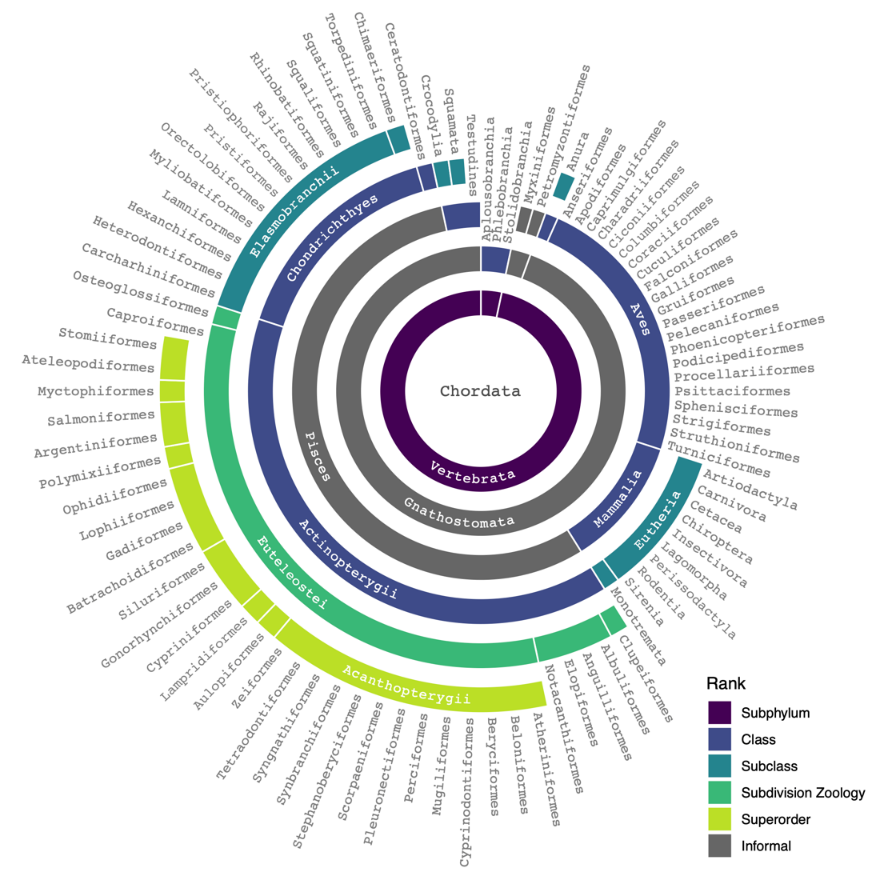 Chordata
Vertebrata
Gnathostomata
Pisces
Actinopterygii
Chondrichthyes
Elasmobranchii
Euteleostei
Acanthopterygii
Aves
Mammalia
Eutheria
Aplousobranchia
Phlebobranchia
Stolidobranchia
Myxiniformes
Petromyzontiformes
Anura
Anseriformes
Apodiformes
Caprimulgiformes
Charadriiformes
Ciconiiformes
Columbiformes
Coraciiformes
Cuculiformes
Falconiformes
Galliformes
Gruiformes
Passeriformes
Pelecaniformes
Phoenicopteriformes
Podicipediformes
Procellariiformes
Psittaciformes
Sphenisciformes
Strigiformes
Struthioniformes
Turniciformes
Artiodactyla
Carnivora
Cetacea
Chiroptera
Insectivora
Lagomorpha
Perissodactyla
Rodentia
Sirenia
Monotremata
Clupeiformes
Albuliformes
Anguilliformes
Elopiformes
Notacanthiformes
Atheriniformes
Beloniformes
Beryciformes
Cyprinodontiformes
Mugiliformes
Perciformes
Pleuronectiformes
Scorpaeniformes
Stephanoberyciformes
Synbranchiformes
Syngnathiformes
Tetraodontiformes
Zeiformes
Aulopiformes
Lampridiformes
Cypriniformes
Gonorhynchiformes
Siluriformes
Batrachoidiformes
Gadiformes
Lophiiformes
Ophidiiformes
Polymixiiformes
Argentiniformes
Salmoniformes
Myctophiformes
Ateleopodiformes
Stomiiformes
Caproiformes
Osteoglossiformes
Carcharhiniformes
Heterodontiformes
Hexanchiformes
Lamniformes
Myliobatiformes
Orectolobiformes
Pristiformes
Pristiophoriformes
Rajiformes
Rhinobatiformes
Squaliformes
Squatiniformes
Torpediniformes
Chimaeriformes
Ceratodontiformes
Crocodylia
Squamata
Testudines
Rank
Subphylum
Class
Subclass
Subdivision Zoology
Superorder
Informal